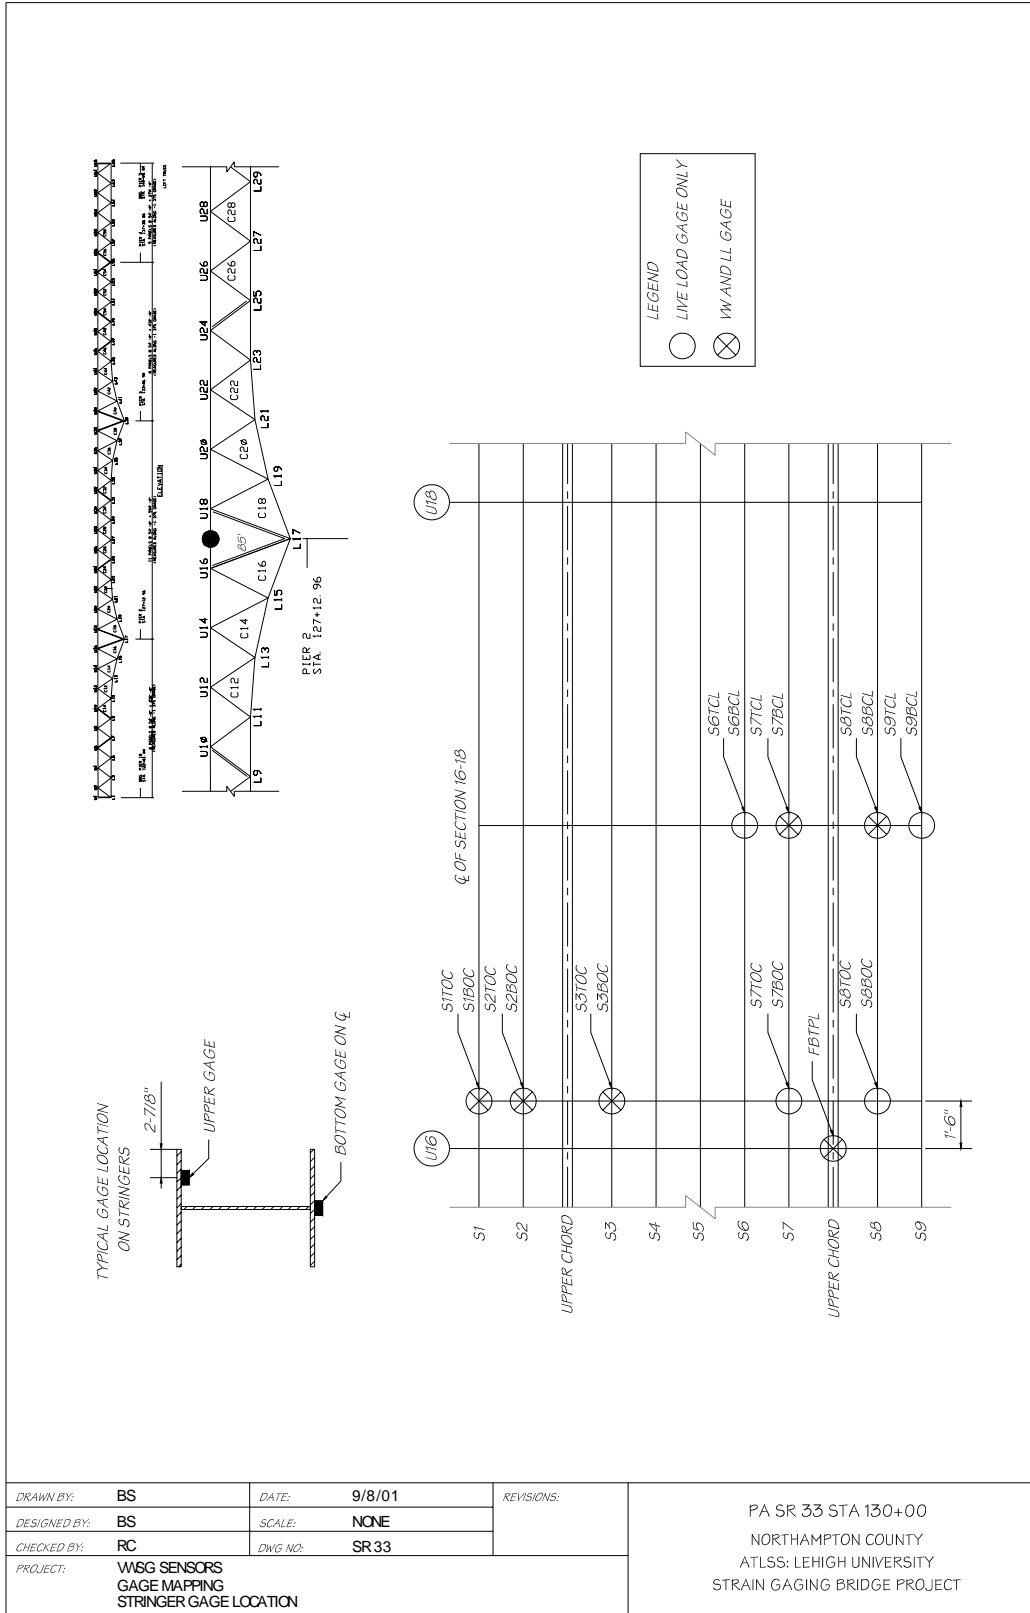 ELEVATION
U10
U12
U14
U16
U18
U20
U22
U24
U26
U28
C12
C14
C16
85'
C18
C20
C22
C26
C28
L9
L11
L13
L15
L17
L19
L21
L23
L25
L27
L29
PIER 2
STA. 127+12.96
LEGEND
LIVE LOAD GAGE ONLY
VW AND LL GAGE
TYPICAL GAGE LOCATION
ON STRINGERS
2-7/8"
UPPER GAGE
BOTTOM GAGE ON ℄
U16
U18
℄ OF SECTION 16-18
S1TOC
S1BOC
S2TOC
S2BOC
S3TOC
S3BOC
S7TOC
S7BOC
FBTPL
S8TOC
S8BOC
S6TCL
S6BCL
S7TCL
S7BCL
S8TCL
S8BCL
S9TCL
S9BCL
1'-6"
S1
S2
UPPER CHORD
S3
S4
S5
S6
S7
UPPER CHORD
S8
S9
DRAWN BY: BS
DATE: 9/8/01
REVISIONS:
DESIGNED BY: BS
SCALE: NONE
CHECKED BY: RC
DWG NO: SR 33
PROJECT: VWSG SENSORS
GAGE MAPPING
STRINGER GAGE LOCATION
PA SR 33 STA 130+00
NORTHAMPTON COUNTY
ATLSS: LEHIGH UNIVERSITY
STRAIN GAGING BRIDGE PROJECT